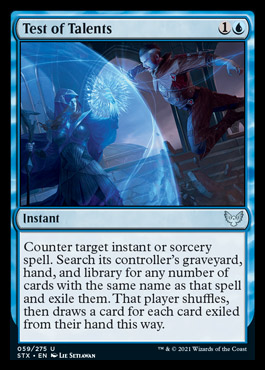 Test of Talents 1
Instant
Counter target instant or sorcery
spell. Search its controller's graveyard,
hand, and library for any number of
cards with the same name as that spell
and exile them. That player shuffles,
then draws a card for each card exiled
from their hand this way.
059/275 U
STX • EN Lie Setiawan
™ & © 2021 Wizards of the Coast